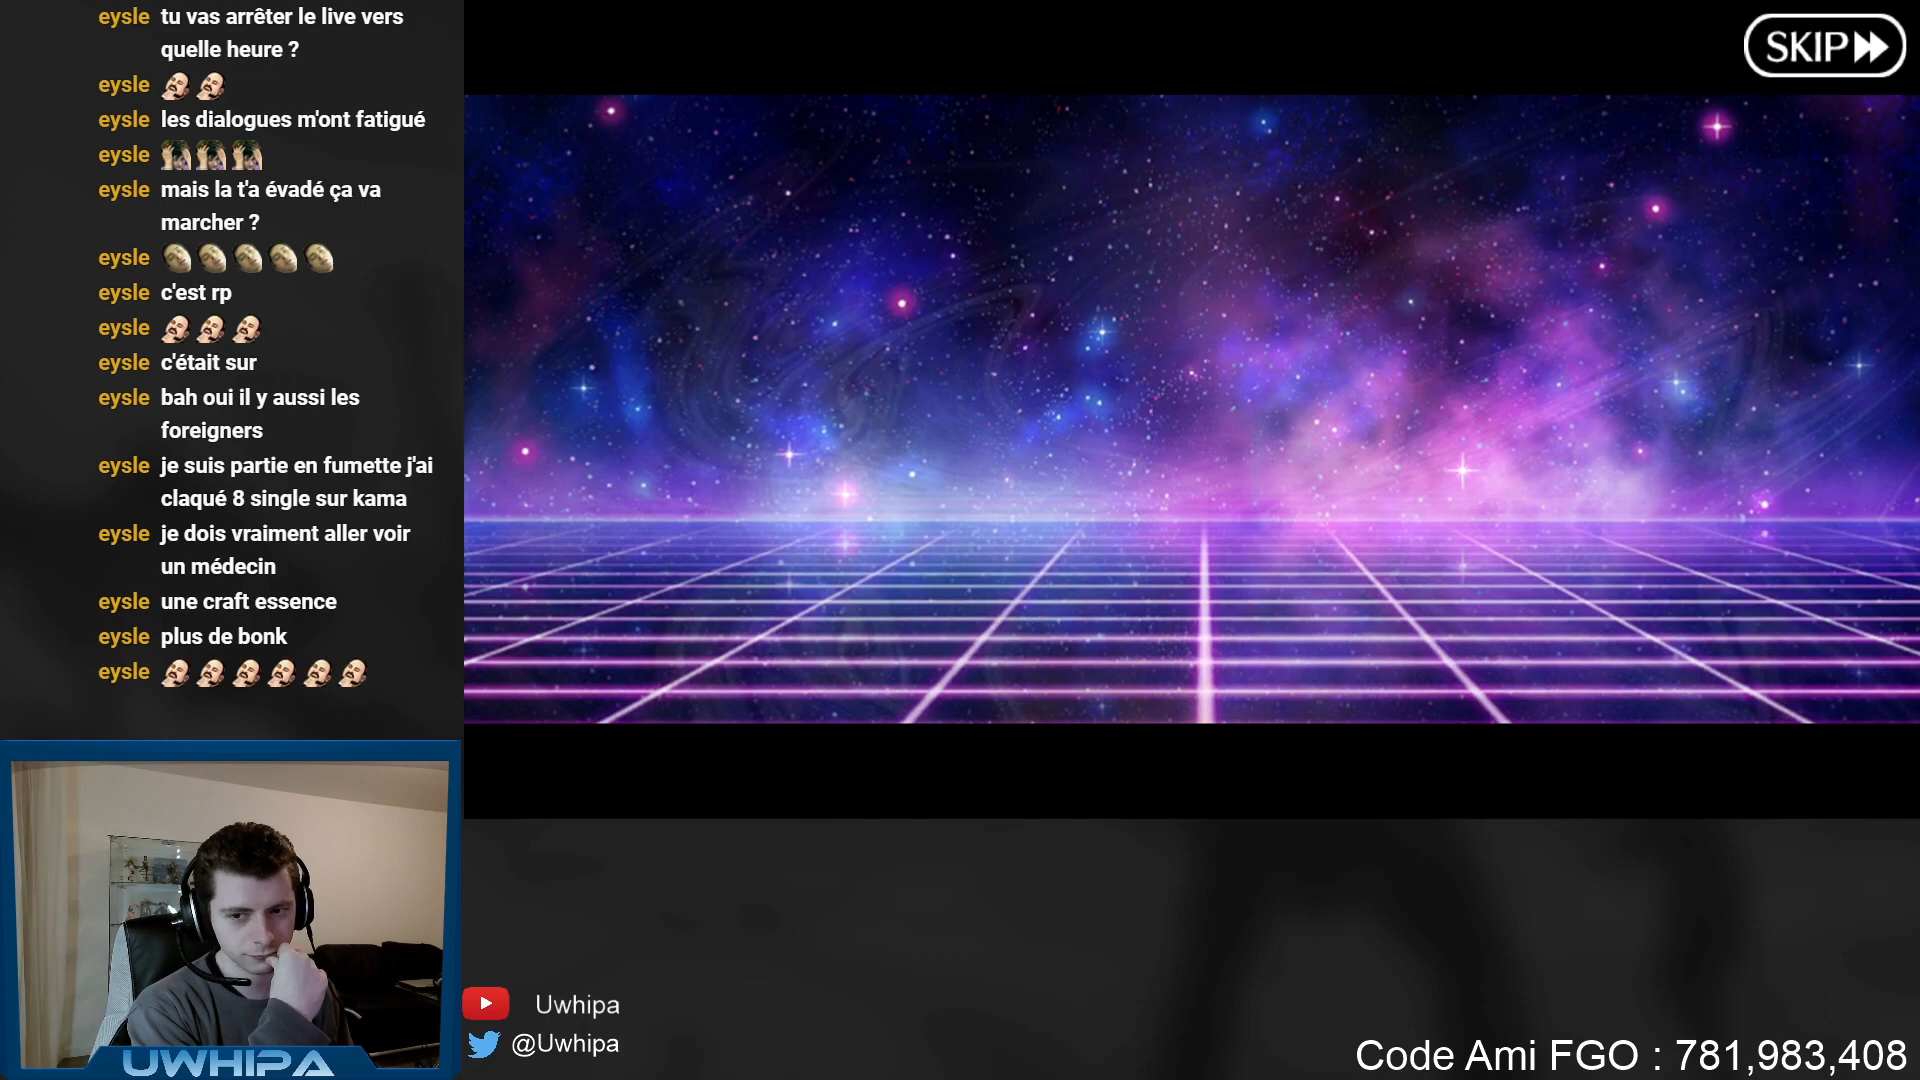 eysle tu vas arrêter le live vers
quelle heure ?
eysle
eysle les dialogues m'ont fatigué
eysle
eysle mais la t'a évadé ça va
marcher ?
eysle
eysle c'est rp
eysle
eysle c'était sur
eysle bah oui il y aussi les
foreigners
eysle je suis partie en fumette j'ai
claqué 8 single sur kama
eysle je dois vraiment aller voir
un médecin
eysle une craft essence
eysle plus de bonk
eysle
SKIP
UWHIPA
Uwhipa
@Uwhipa
Code Ami FGO : 781,983,408